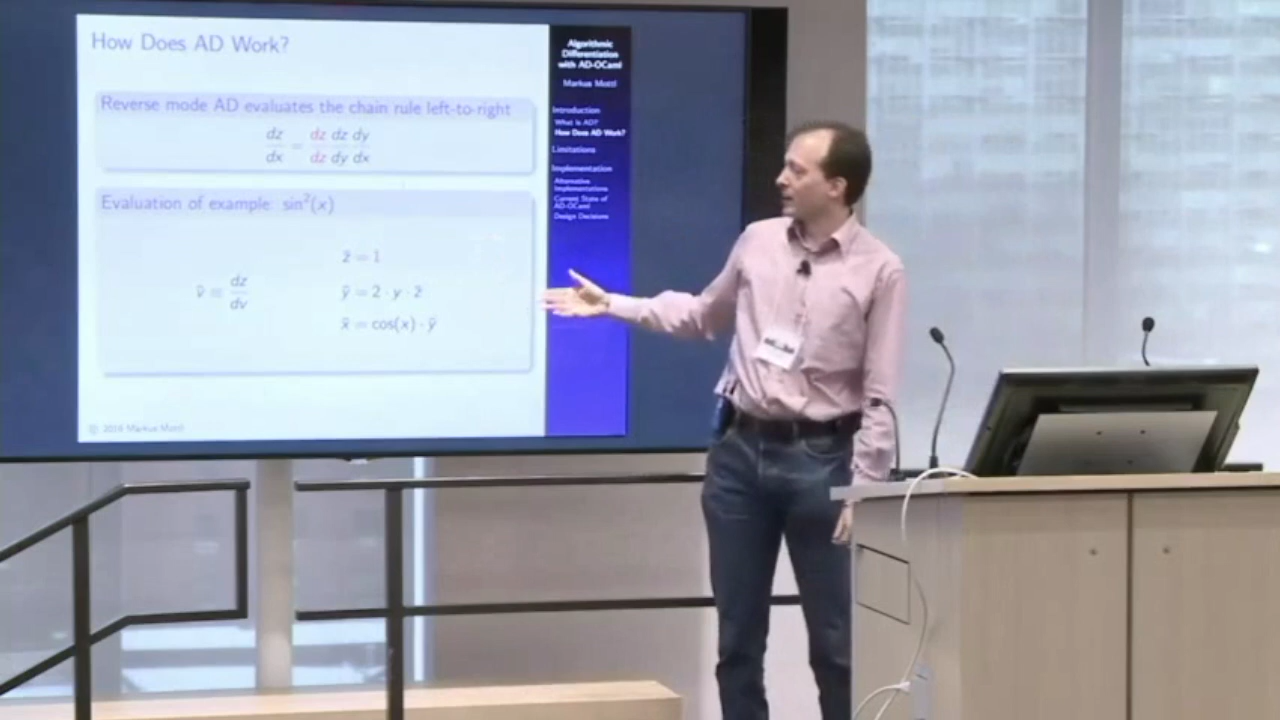 How Does AD Work?
Reverse mode AD evaluates the chain rule left-to-right
dz/dx = dz/dz dz/dy dy/dx
Evaluation of example: sin²(x)
z̄ = 1
v̄ ≡ dz/dv
ȳ = 2 · y · z̄
x̄ = cos(x) · ȳ
Algorithmic
Differentiation
with AD-OCaml
Markus Mottl
Introduction
What Is AD?
How Does AD Work?
Limitations
Implementation
Alternative
Implementations
Current State of
AD-OCaml
Design Decisions
© 2016 Markus Mottl